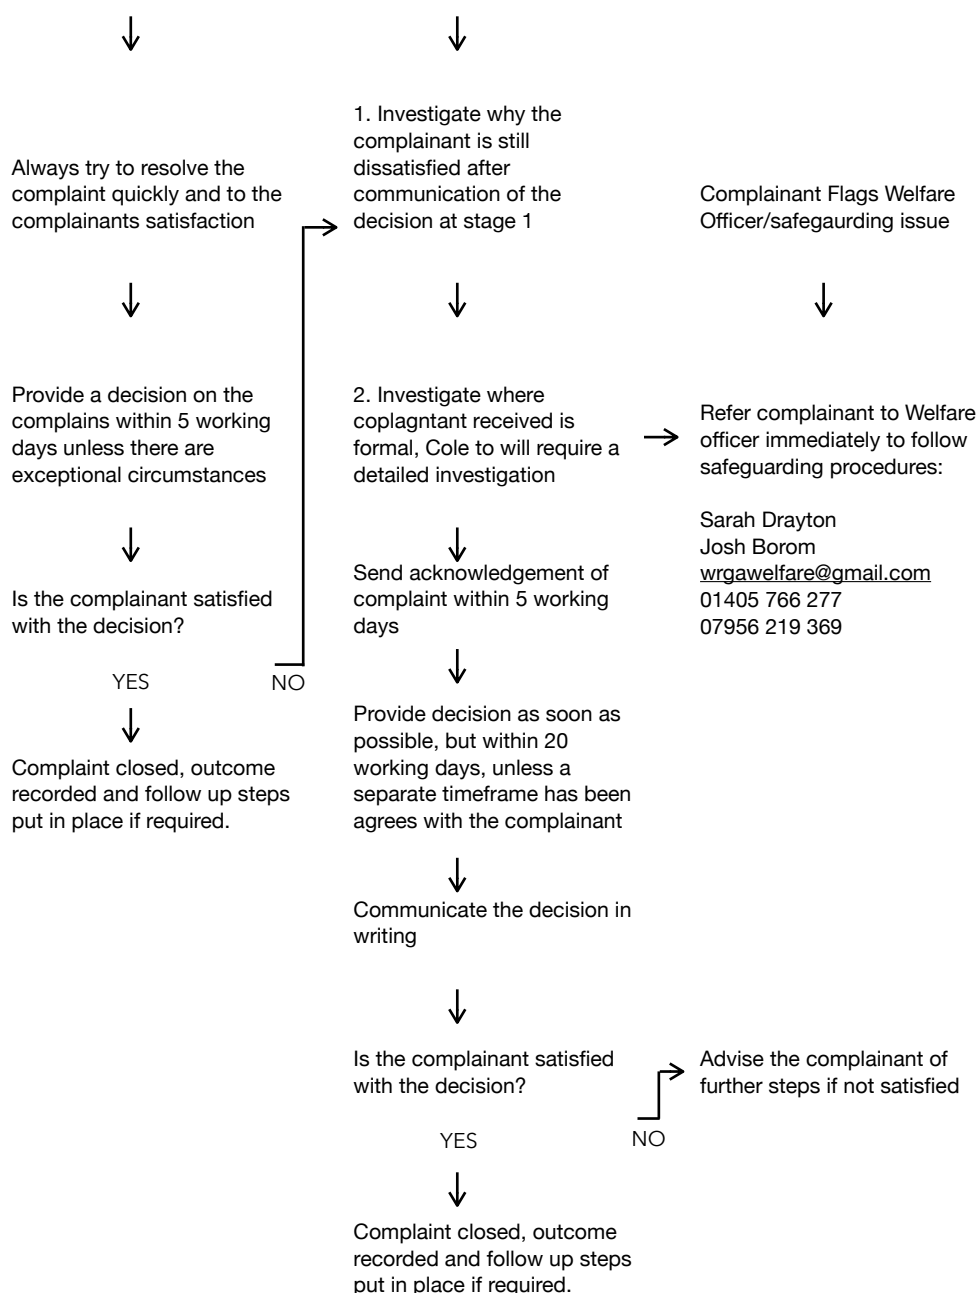 Always try to resolve the
complaint quickly and to the
complainants satisfaction
Provide a decision on the
complains within 5 working
days unless there are
exceptional circumstances
Is the complainant satisfied
with the decision?
YES
NO
Complaint closed, outcome
recorded and follow up steps
put in place if required.
1. Investigate why the
complainant is still
dissatisfied after
communication of the
decision at stage 1
2. Investigate where
coplagntant received is
formal, Cole to will require a
detailed investigation
Send acknowledgement of
complaint within 5 working
days
Provide decision as soon as
possible, but within 20
working days, unless a
separate timeframe has been
agrees with the complainant
Communicate the decision in
writing
Is the complainant satisfied
with the decision?
YES
NO
Complaint closed, outcome
recorded and follow up steps
put in place if required.
Complainant Flags Welfare
Officer/safegaurding issue
Refer complainant to Welfare
officer immediately to follow
safeguarding procedures:
Sarah Drayton
Josh Borom
wrgawelfare@gmail.com
01405 766 277
07956 219 369
Advise the complainant of
further steps if not satisfied